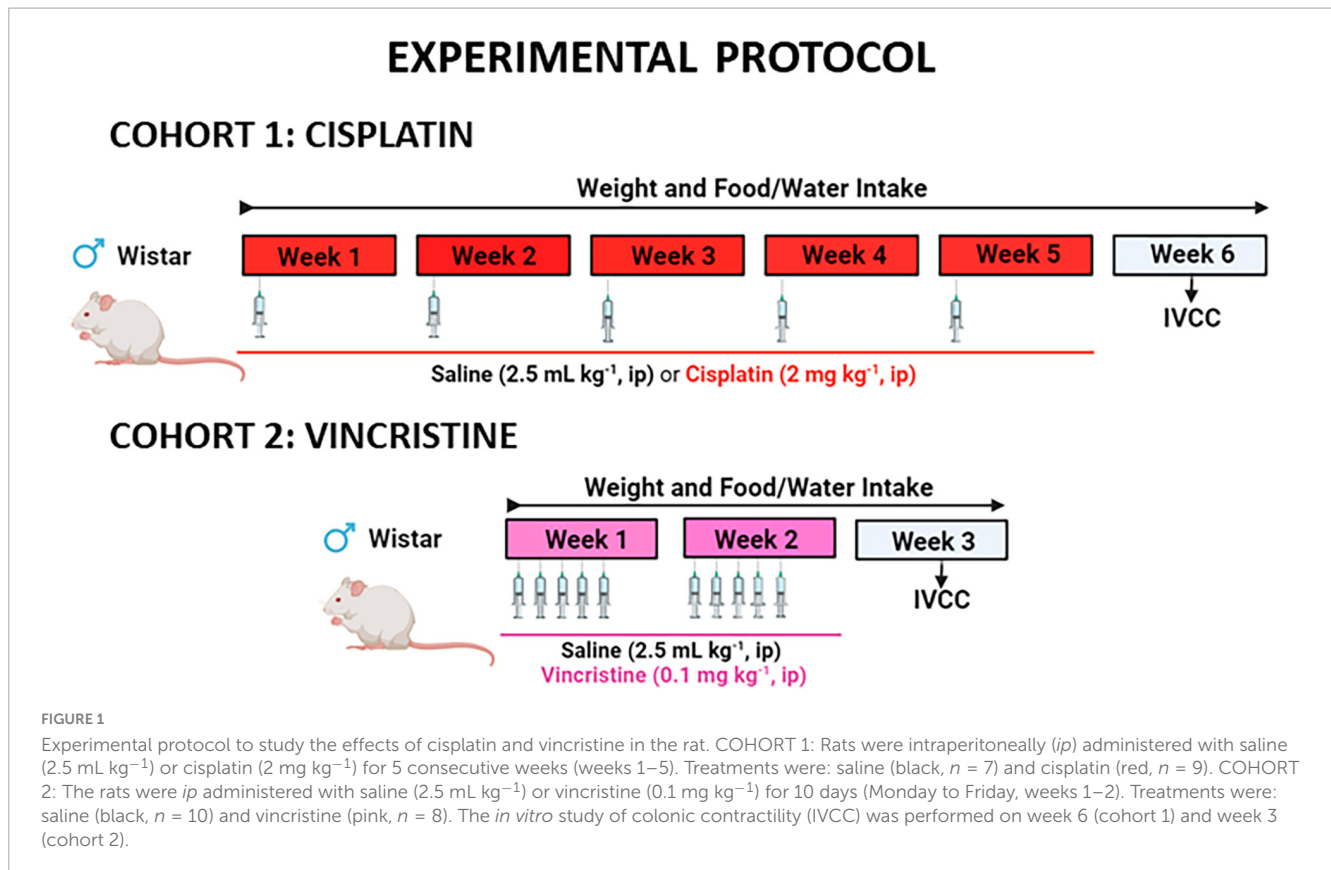 EXPERIMENTAL PROTOCOL
COHORT 1: CISPLATIN
Weight and Food/Water Intake
Wistar
Week 1
Week 2
Week 3
Week 4
Week 5
Week 6
IVCC
Saline (2.5 mL kg⁻¹, ip) or Cisplatin (2 mg kg⁻¹, ip)
COHORT 2: VINCRISTINE
Weight and Food/Water Intake
Wistar
Week 1
Week 2
Week 3
IVCC
Saline (2.5 mL kg⁻¹, ip)
Vincristine (0.1 mg kg⁻¹, ip)
FIGURE 1
Experimental protocol to study the effects of cisplatin and vincristine in the rat. COHORT 1: Rats were intraperitoneally (ip) administered with saline
(2.5 mL kg⁻¹) or cisplatin (2 mg kg⁻¹) for 5 consecutive weeks (weeks 1–5). Treatments were: saline (black, n = 7) and cisplatin (red, n = 9). COHORT
2: The rats were ip administered with saline (2.5 mL kg⁻¹) or vincristine (0.1 mg kg⁻¹) for 10 days (Monday to Friday, weeks 1–2). Treatments were:
saline (black, n = 10) and vincristine (pink, n = 8). The in vitro study of colonic contractility (IVCC) was performed on week 6 (cohort 1) and week 3
(cohort 2).